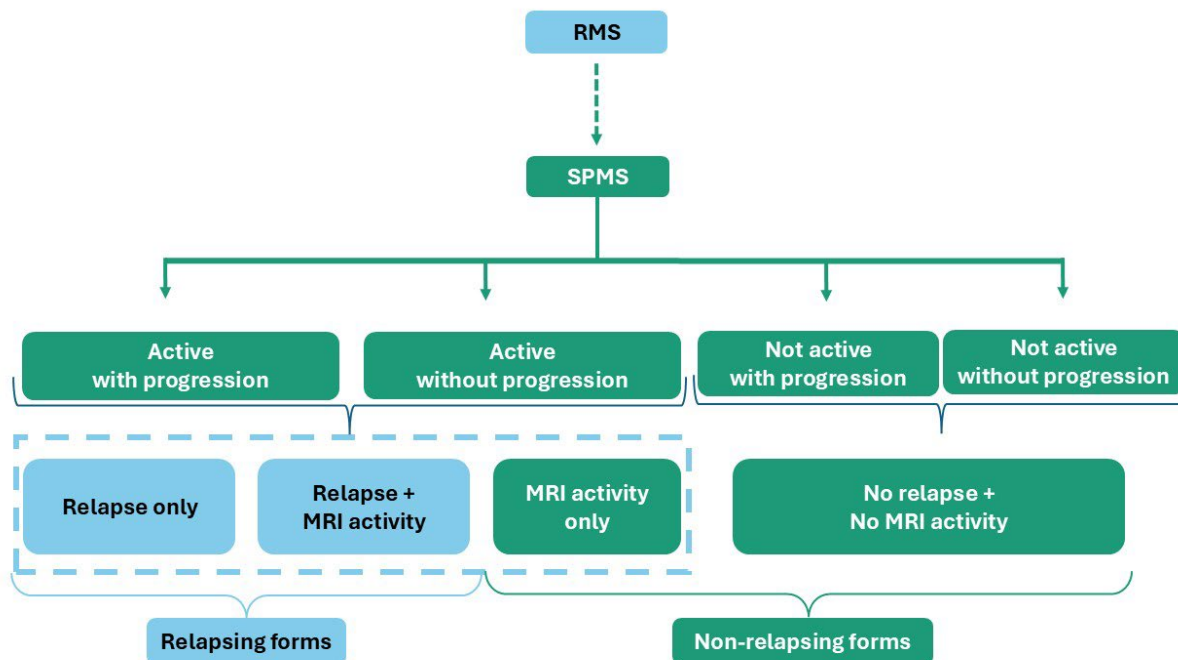 RMS
SPMS
Active
with progression
Active
without progression
Not active
with progression
Not active
without progression
Relapse only
Relapse +
MRI activity
MRI activity
only
No relapse +
No MRI activity
Relapsing forms
Non-relapsing forms